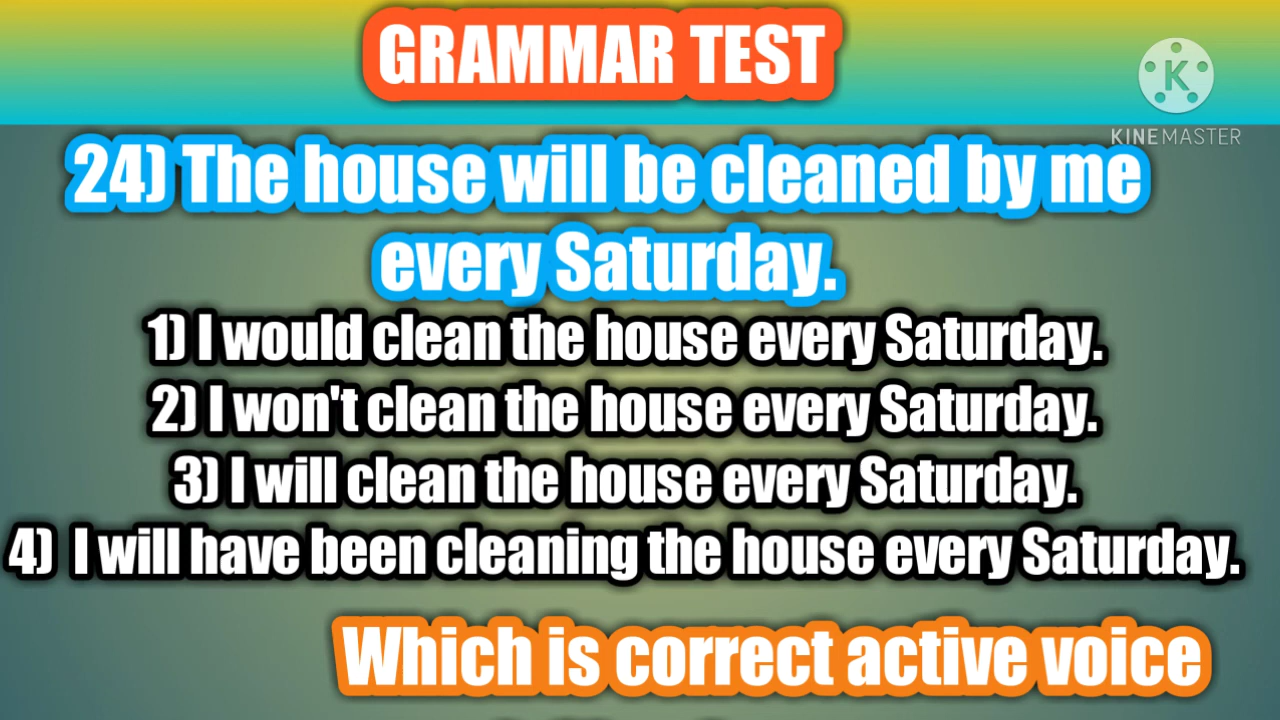 GRAMMAR TEST
K
KINEMASTER
24) The house will be cleaned by me
every Saturday.
1) I would clean the house every Saturday.
2) I won't clean the house every Saturday.
3) I will clean the house every Saturday.
4) I will have been cleaning the house every Saturday.
Which is correct active voice